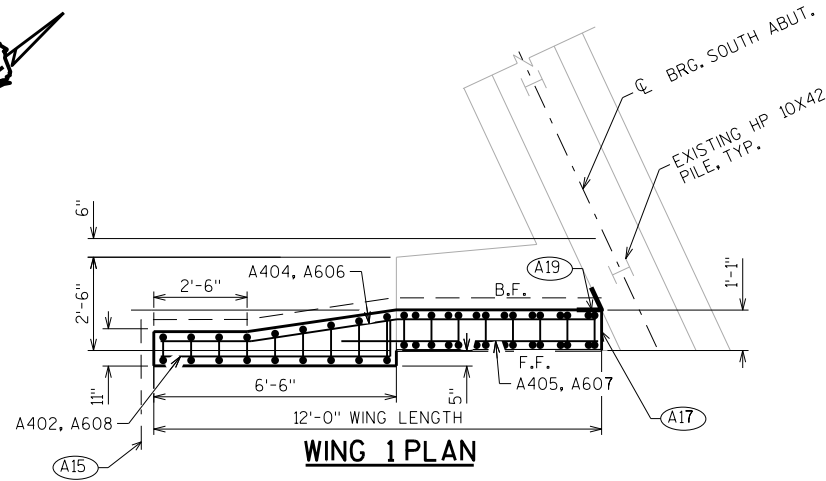 ℄ BRG. SOUTH ABUT.
EXISTING HP 10X42
PILE, TYP.
6"
2'-6"
2'-6"
A404, A606
A19
B.F.
1'-1"
11"
F.F.
A405, A607
6'-6"
5"
A402, A608
12'-0" WING LENGTH
A17
A15
WING 1 PLAN